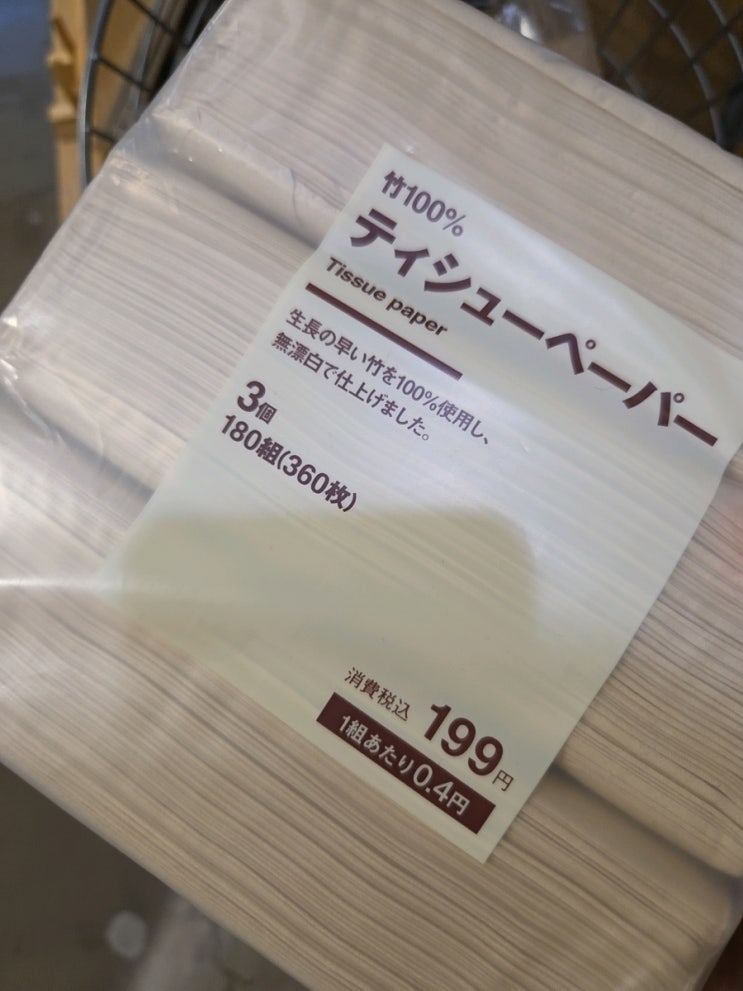 竹100%
ティシューペーパー
Tissue paper
生長の早い竹を100%使用し、
無漂白で仕上げました。
3個
180組(360枚)
消費税込 199円
1組あたり0.4円